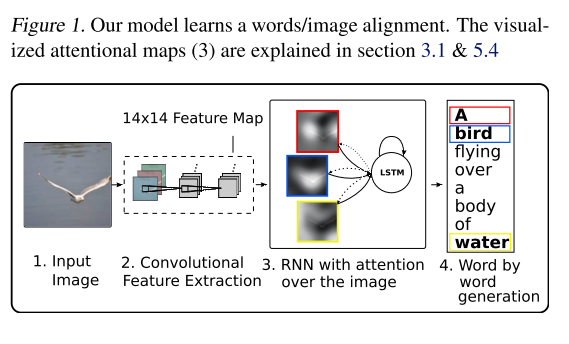 Figure 1. Our model learns a words/image alignment. The visual-
ized attentional maps (3) are explained in section 3.1 & 5.4
14x14 Feature Map
LSTM
A
bird
flying
over
a
body
of
water
1. Input
Image
2. Convolutional
Feature Extraction
3. RNN with attention
over the image
4. Word by
word
generation